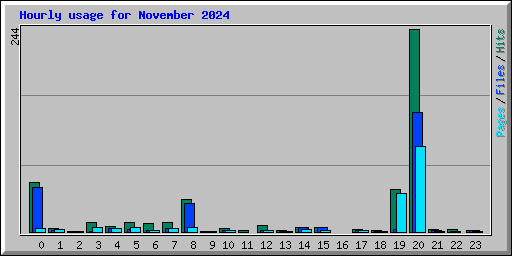 Hourly usage for November 2024
244
Pages/Files/Hits
0 1 2 3 4 5 6 7 8 9 10 11 12 13 14 15 16 17 18 19 20 21 22 23